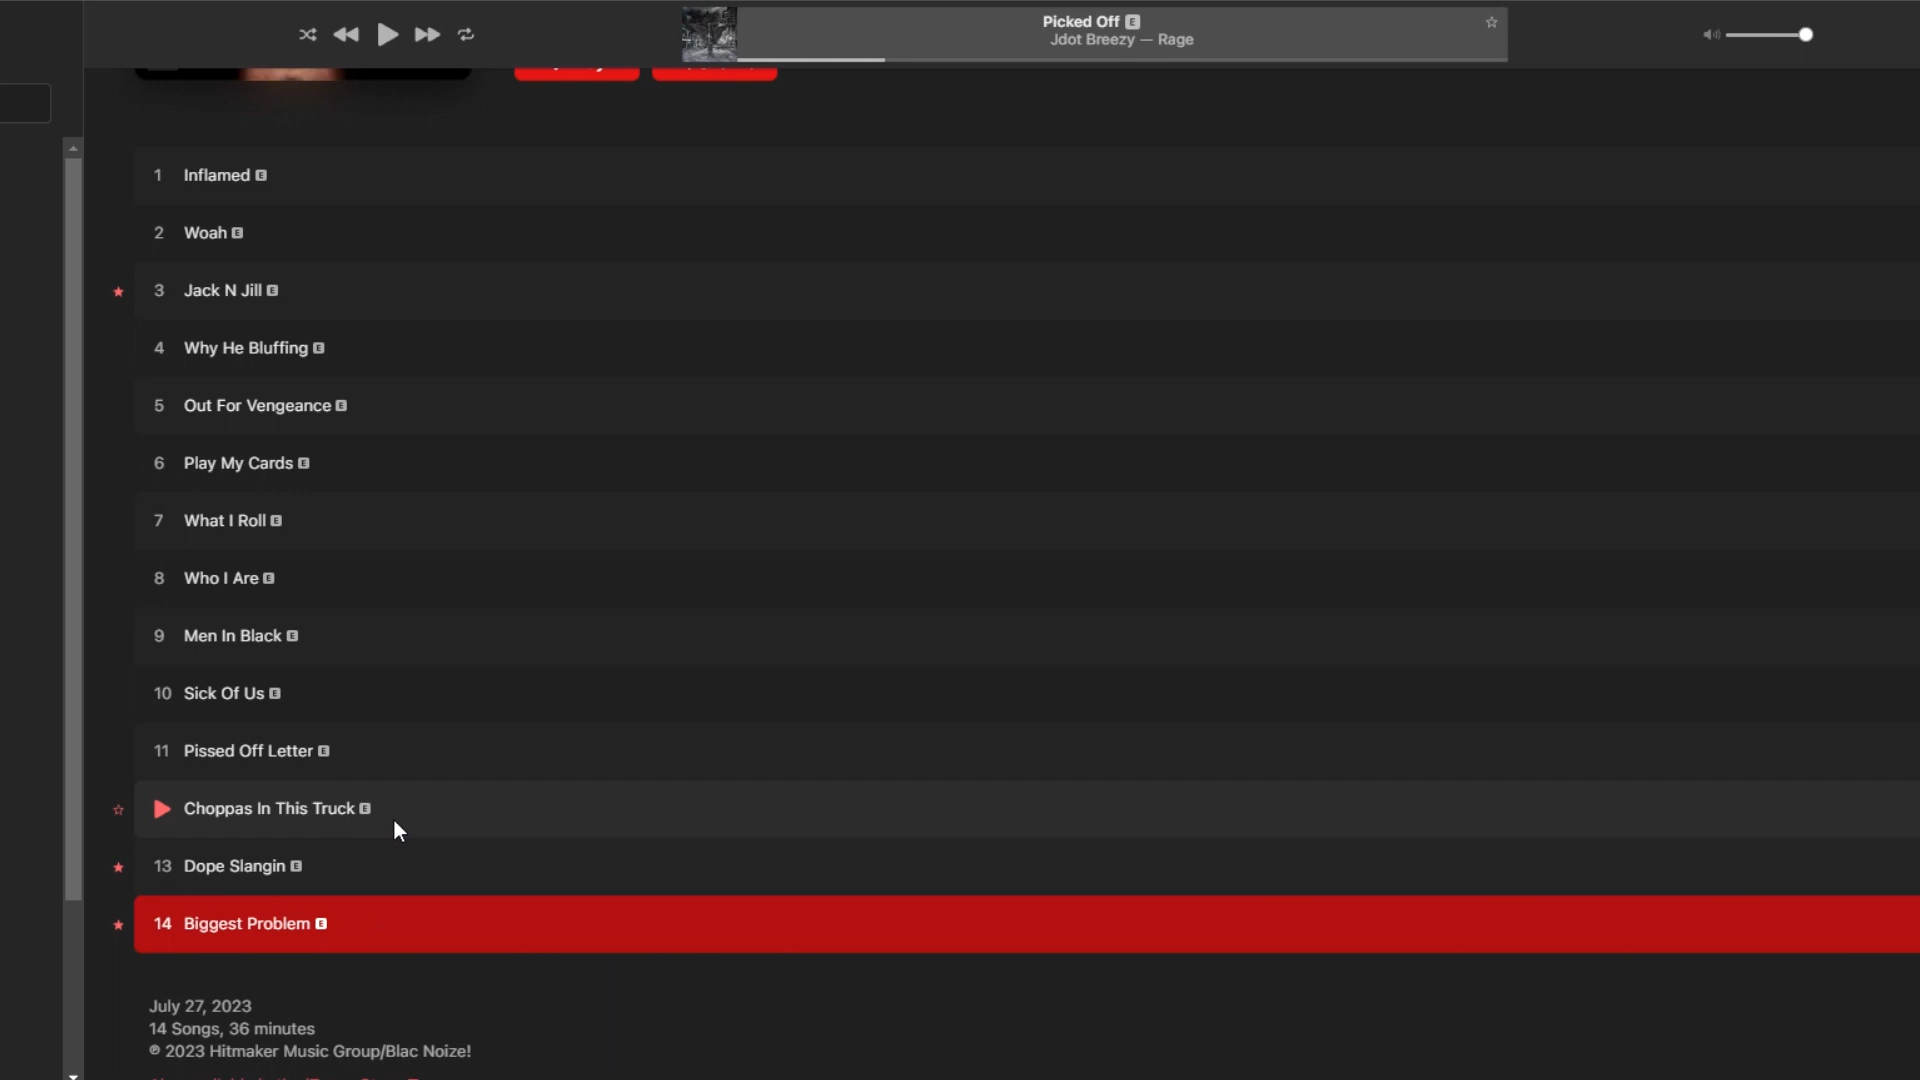 Picked Off E
Jdot Breezy — Rage
1 Inflamed E
2 Woah E
3 Jack N Jill E
4 Why He Bluffing E
5 Out For Vengeance E
6 Play My Cards E
7 What I Roll E
8 Who I Are E
9 Men In Black E
10 Sick Of Us E
11 Pissed Off Letter E
Choppas In This Truck E
13 Dope Slangin E
14 Biggest Problem E
July 27, 2023
14 Songs, 36 minutes
℗ 2023 Hitmaker Music Group/Blac Noize!